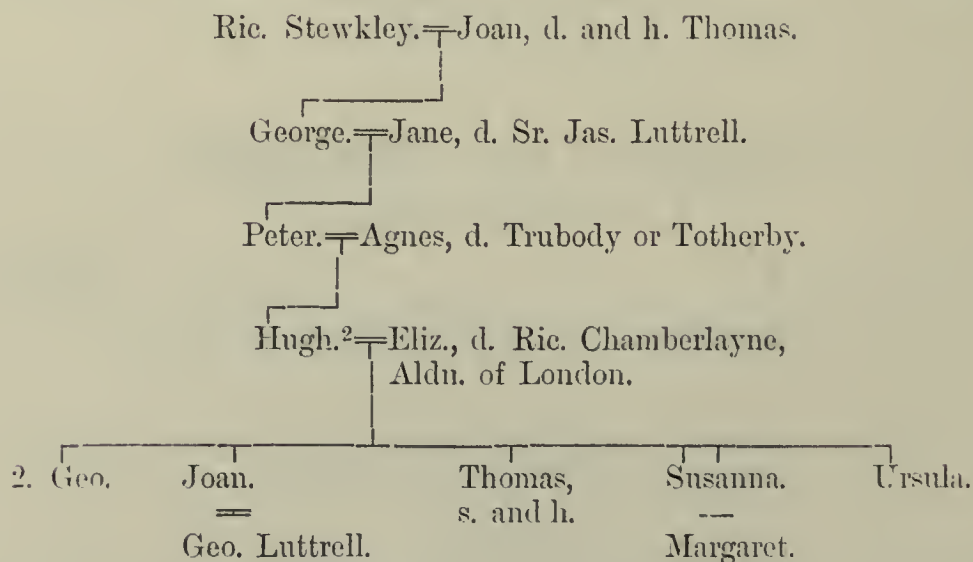 Ric. Stewkley.=Joan, d. and h. Thomas.
George.=Jane, d. Sr. Jas. Luttrell.
Peter.=Agnes, d. Trubody or Totherby.
Hugh.²=Eliz., d. Ric. Chamberlayne,
Aldn. of London.
2. Geo. Joan. Thomas, Susanna. Ursula.
= s. and h. —
Geo. Luttrell. Margaret.